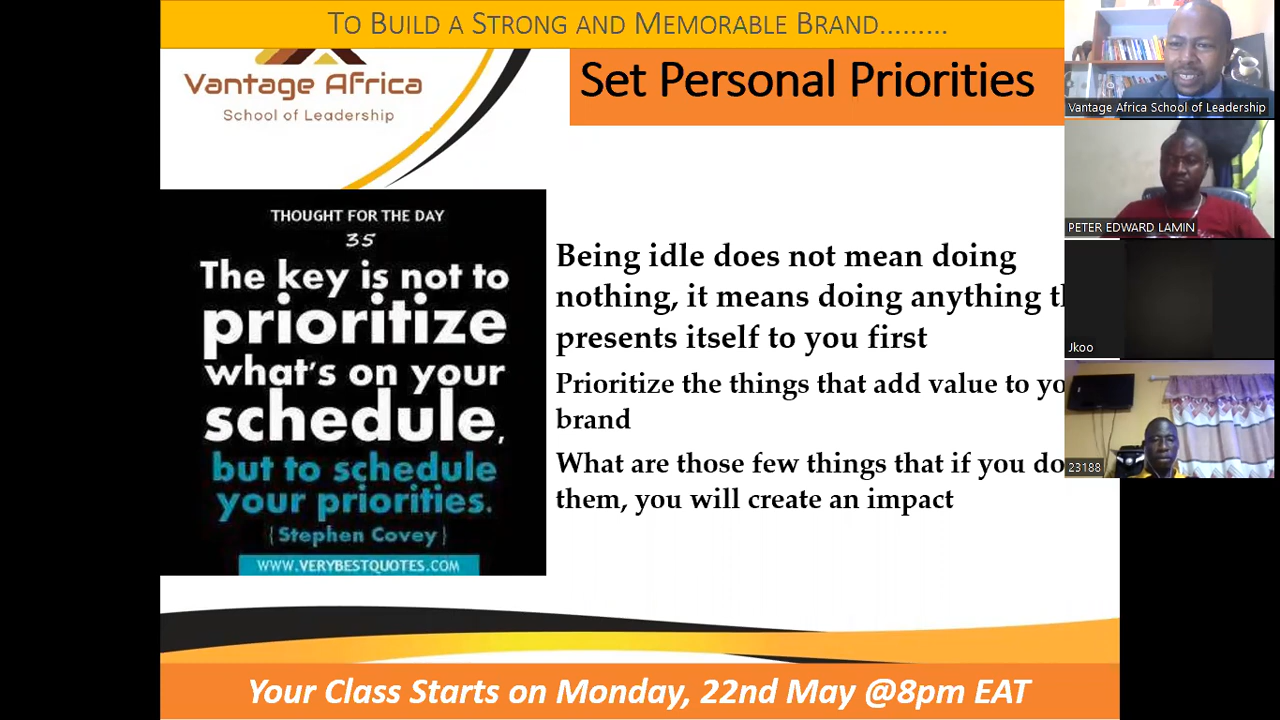 TO BUILD A STRONG AND MEMORABLE BRAND.........
Vantage Africa
School of Leadership
Set Personal Priorities
THOUGHT FOR THE DAY
35
The key is not to
prioritize
what's on your
schedule,
but to schedule
your priorities.
{Stephen Covey}
WWW.VERYBESTQUOTES.COM
Being idle does not mean doing
nothing, it means doing anything
presents itself to you first
Prioritize the things that add value to
brand
What are those few things that if you do
them, you will create an impact
Your Class Starts on Monday, 22nd May @8pm EAT
Vantage Africa School of Leadership
PETER EDWARD LAMIN
Jkoo
23188